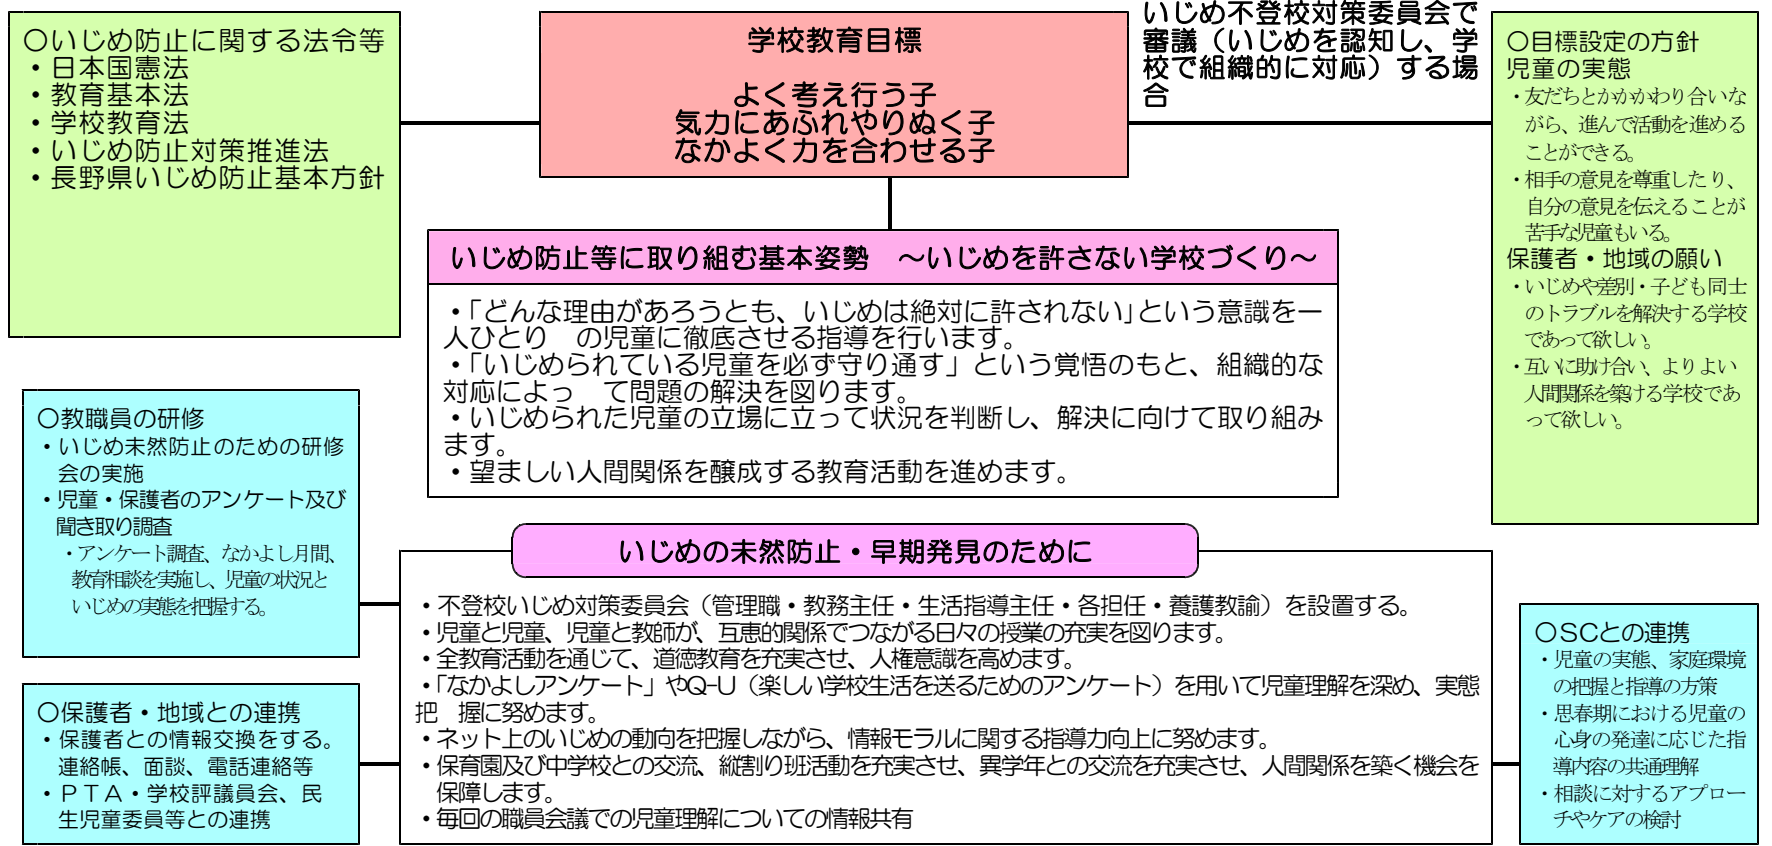 〇いじめ防止に関する法令等
・日本国憲法
・教育基本法
・学校教育法
・いじめ防止対策推進法
・長野県いじめ防止基本方針
学校教育目標
よく考え行う子
気力にあふれやりぬく子
なかよく力を合わせる子
いじめ不登校対策委員会で
審議（いじめを認知し、学
校で組織的に対応）する場
合
〇目標設定の方針
児童の実態
・友だちとかかかわり合いな
がら、進んで活動を進める
ことができる。
・相手の意見を尊重したり、
自分の意見を伝えることが
苦手な児童もいる。
保護者・地域の願い
・いじめや差別・子ども同士
のトラブルを解決する学校
であって欲しい。
・互いに助け合い、よりよい
人間関係を築ける学校であ
って欲しい。
いじめ防止等に取り組む基本姿勢　～いじめを許さない学校づくり～
・「どんな理由があろうとも、いじめは絶対に許されない」という意識を一
人ひとり　の児童に徹底させる指導を行います。
・「いじめられている児童を必ず守り通す」という覚悟のもと、組織的な
対応によっ　て問題の解決を図ります。
・いじめられた児童の立場に立って状況を判断し、解決に向けて取り組み
ます。
・望ましい人間関係を醸成する教育活動を進めます。
〇教職員の研修
・いじめ未然防止のための研修
会の実施
・児童・保護者のアンケート及び
聞き取り調査
・アンケート調査、なかよし月間、
教育相談を実施し、児童の状況と
いじめの実態を把握する。
〇保護者・地域との連携
・保護者との情報交換をする。
連絡帳、面談、電話連絡等
・ＰＴＡ・学校評議員会、民
生児童委員等との連携
いじめの未然防止・早期発見のために
・不登校いじめ対策委員会（管理職・教務主任・生活指導主任・各担任・養護教諭）を設置する。
・児童と児童、児童と教師が、互恵的関係でつながる日々の授業の充実を図ります。
・全教育活動を通じて、道徳教育を充実させ、人権意識を高めます。
・「なかよしアンケート」やQ-U（楽しい学校生活を送るためのアンケート）を用いて児童理解を深め、実態
把　握に努めます。
・ネット上のいじめの動向を把握しながら、情報モラルに関する指導力向上に努めます。
・保育園及び中学校との交流、縦割り班活動を充実させ、異学年との交流を充実させ、人間関係を築く機会を
保障します。
・毎回の職員会議での児童理解についての情報共有
〇SCとの連携
・児童の実態、家庭環境
の把握と指導の方策
・思春期における児童の
心身の発達に応じた指
導内容の共通理解
・相談に対するアプロー
チやケアの検討